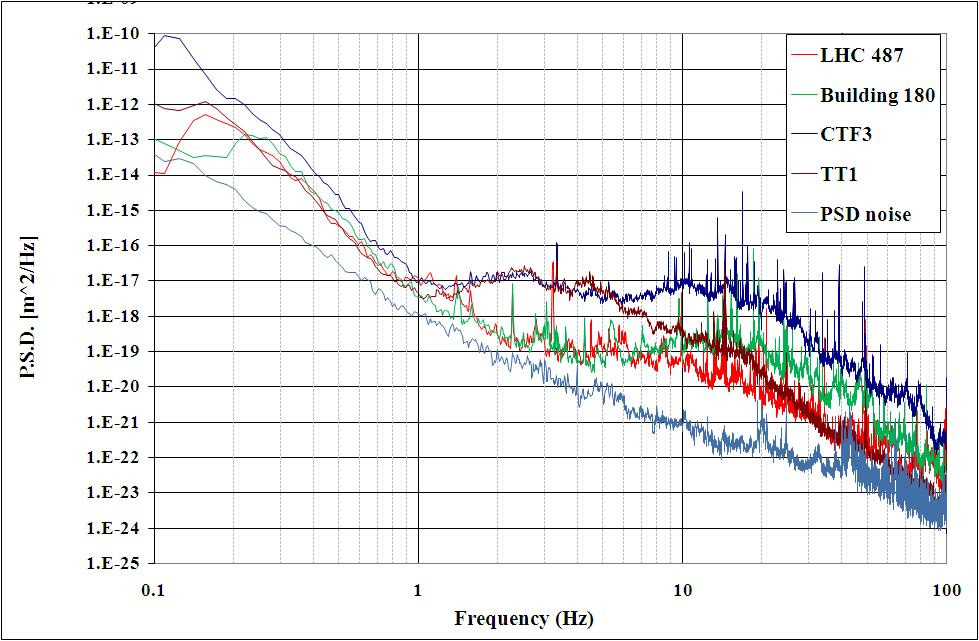 1.E-09
1.E-10
1.E-11
1.E-12
1.E-13
1.E-14
1.E-15
1.E-16
1.E-17
1.E-18
1.E-19
1.E-20
1.E-21
1.E-22
1.E-23
1.E-24
1.E-25
P.S.D. [m^2/Hz]
LHC 487
Building 180
CTF3
TT1
PSD noise
0.1 1 10 100
Frequency (Hz)